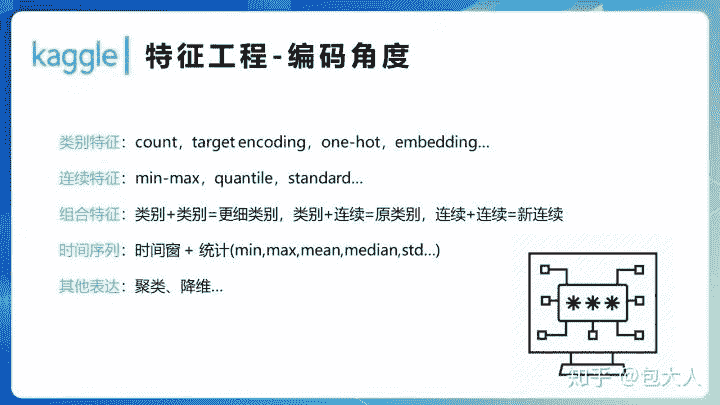 kaggle 特征工程-编码角度
类别特征：count，target encoding，one-hot，embedding...
连续特征：min-max，quantile，standard...
组合特征：类别+类别=更细类别，类别+连续=原类别，连续+连续=新连续
时间序列：时间窗 + 统计(min,max,mean,median,std...)
其他表达：聚类、降维...
***
知乎 @包大人